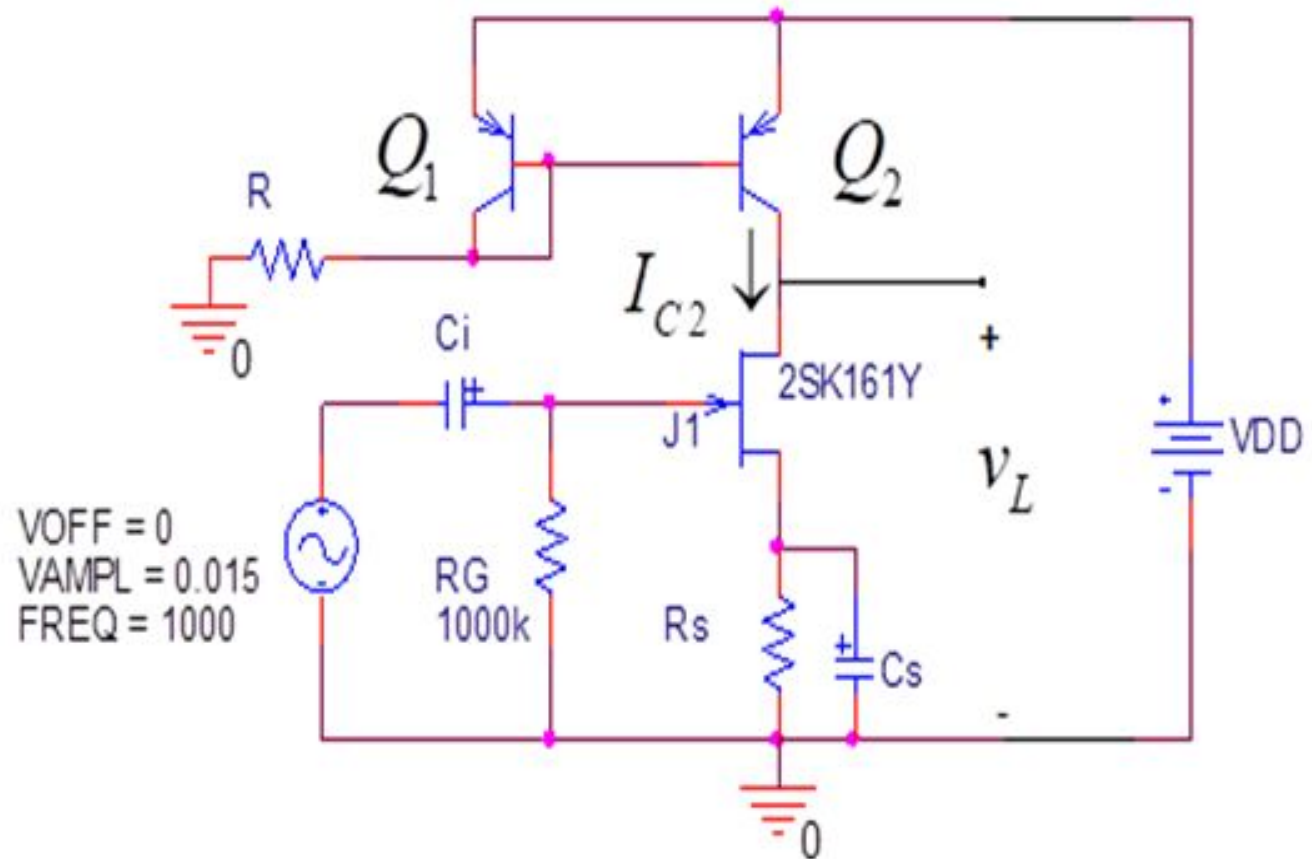 Q1
Q2
R
IC2
0
Ci
+
+
2SK161Y
J1
+
VDD
-
vL
VOFF = 0
VAMPL = 0.015
FREQ = 1000
+
-
RG
1000k
Rs
+
Cs
-
0